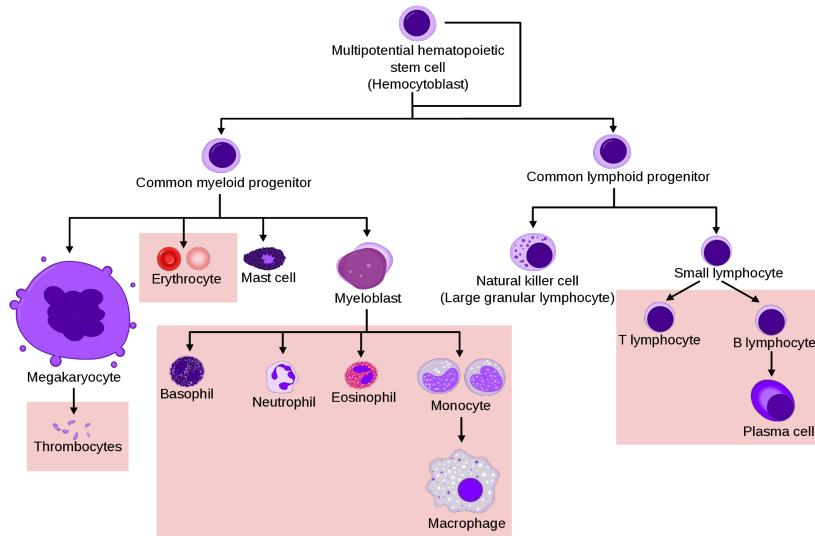 Multipotential hematopoietic
stem cell
(Hemocytoblast)
Common myeloid progenitor
Common lymphoid progenitor
Erythrocyte
Mast cell
Myeloblast
Natural killer cell
(Large granular lymphocyte)
Small lymphocyte
T lymphocyte
B lymphocyte
Megakaryocyte
Basophil
Neutrophil
Eosinophil
Monocyte
Plasma cell
Thrombocytes
Macrophage